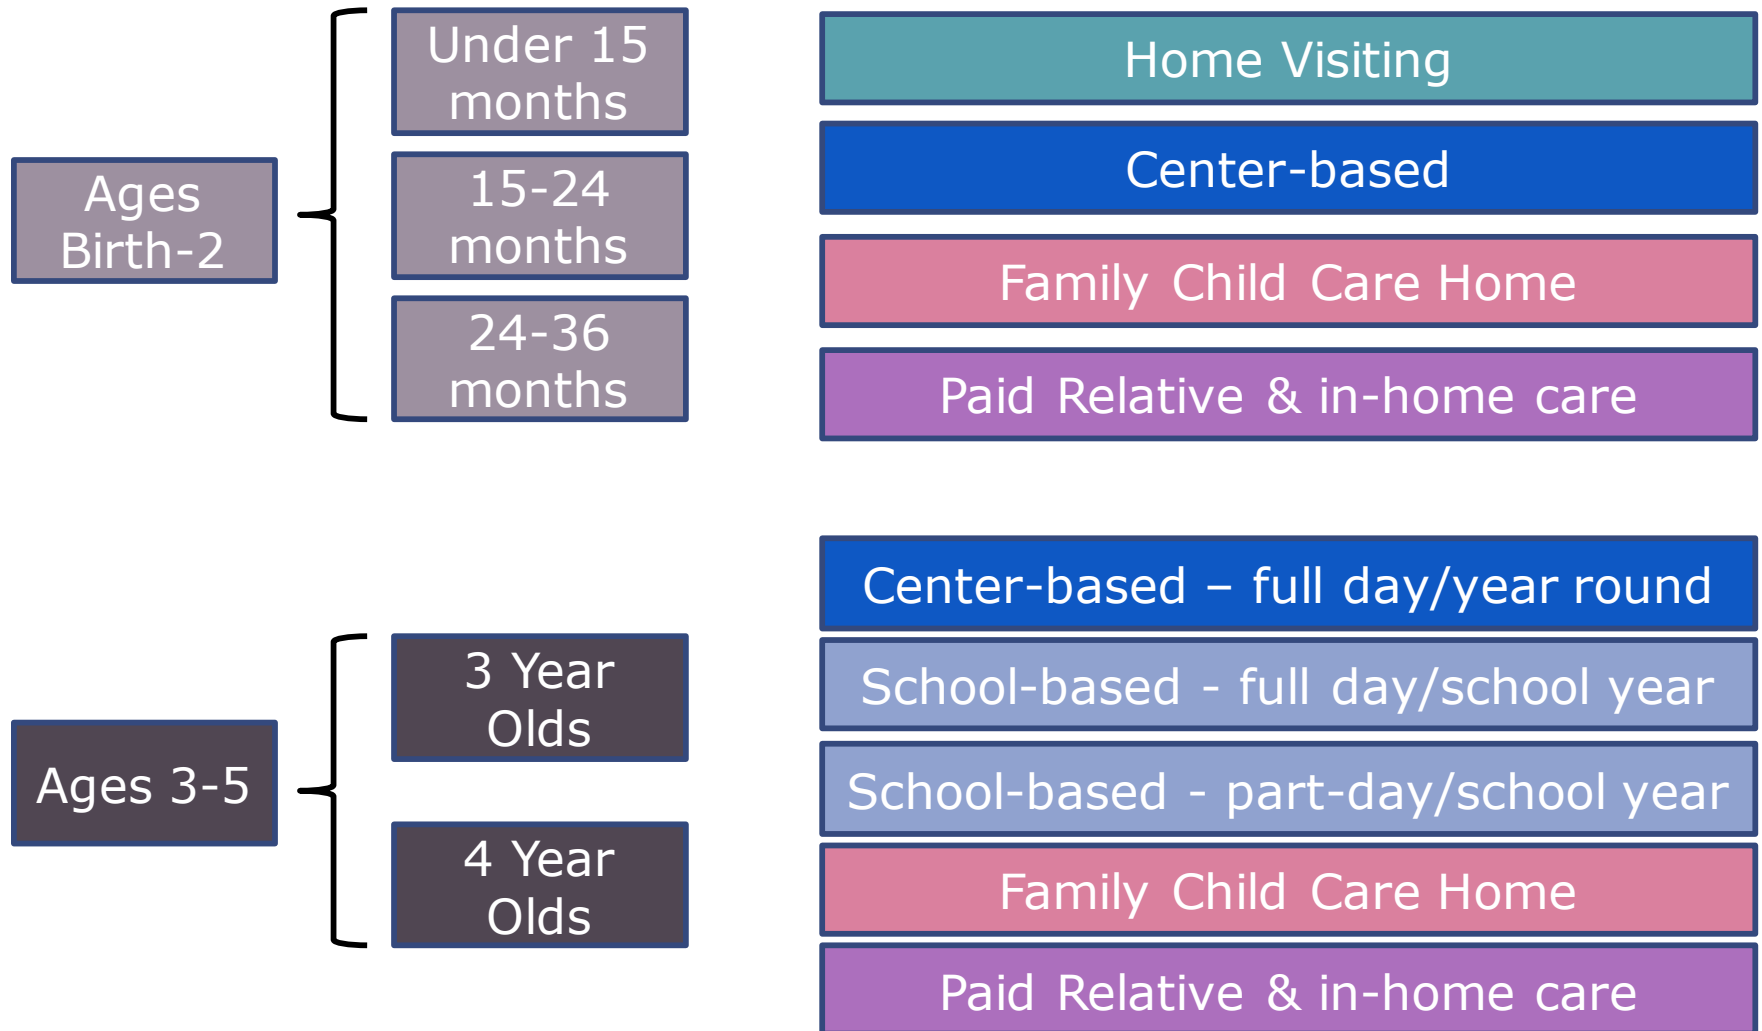 Ages
Birth-2
Under 15
months
15-24
months
24-36
months
Home Visiting
Center-based
Family Child Care Home
Paid Relative & in-home care
Ages 3-5
3 Year
Olds
4 Year
Olds
Center-based – full day/year round
School-based - full day/school year
School-based - part-day/school year
Family Child Care Home
Paid Relative & in-home care